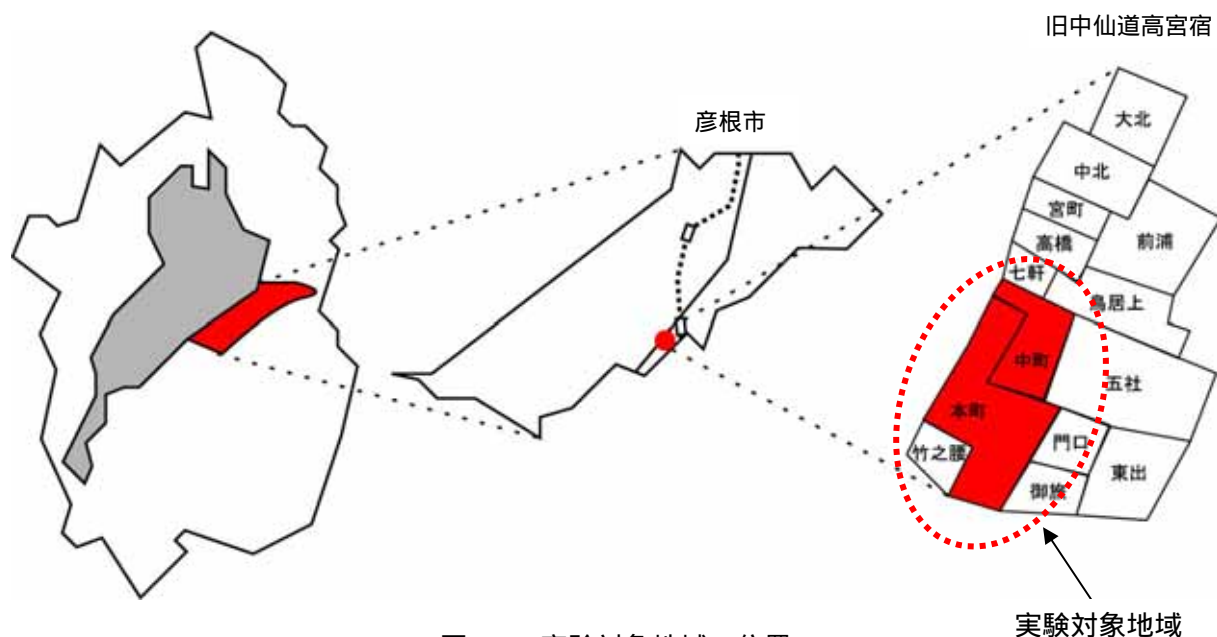 旧中仙道高宮宿
彦根市
大北
中北
宮町
高橋
前浦
七軒
鳥居上
中町
五社
本町
門口
竹之腰
東出
御旅
実験対象地域